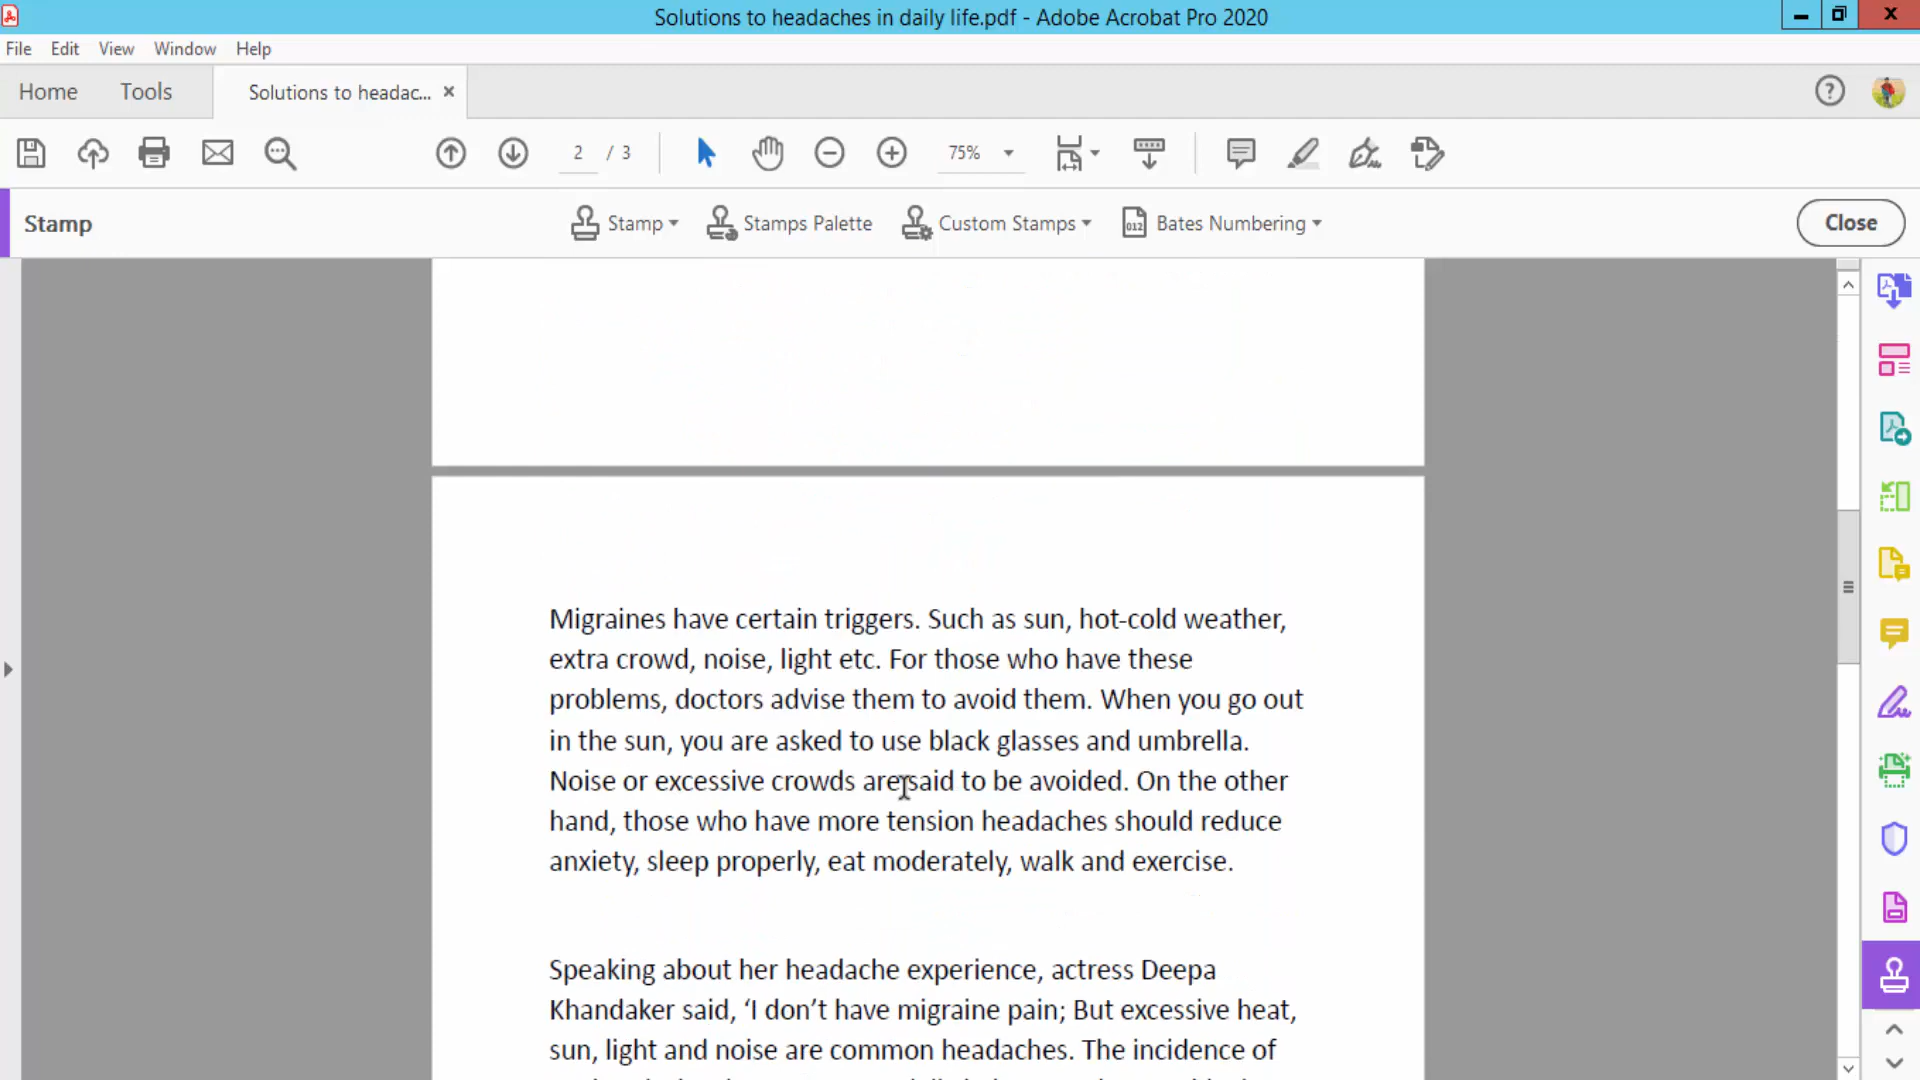 Solutions to headaches in daily life.pdf - Adobe Acrobat Pro 2020
File Edit View Window Help
Home Tools Solutions to headac... ×
2 / 3 75%
Stamp Stamp Stamps Palette Custom Stamps 012 Bates Numbering Close
Migraines have certain triggers. Such as sun, hot-cold weather,
extra crowd, noise, light etc. For those who have these
problems, doctors advise them to avoid them. When you go out
in the sun, you are asked to use black glasses and umbrella.
Noise or excessive crowds are said to be avoided. On the other
hand, those who have more tension headaches should reduce
anxiety, sleep properly, eat moderately, walk and exercise.
Speaking about her headache experience, actress Deepa
Khandaker said, ‘I don’t have migraine pain; But excessive heat,
sun, light and noise are common headaches. The incidence of